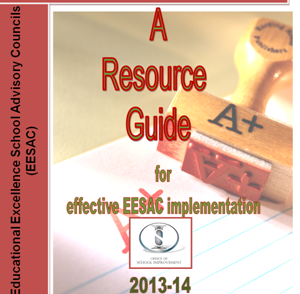 Educational Excellence School Advisory Councils
(EESAC)
A
Resource
Guide
for
effective EESAC implementation
OFFICE OF
SCHOOL IMPROVEMENT
2013-14
A+